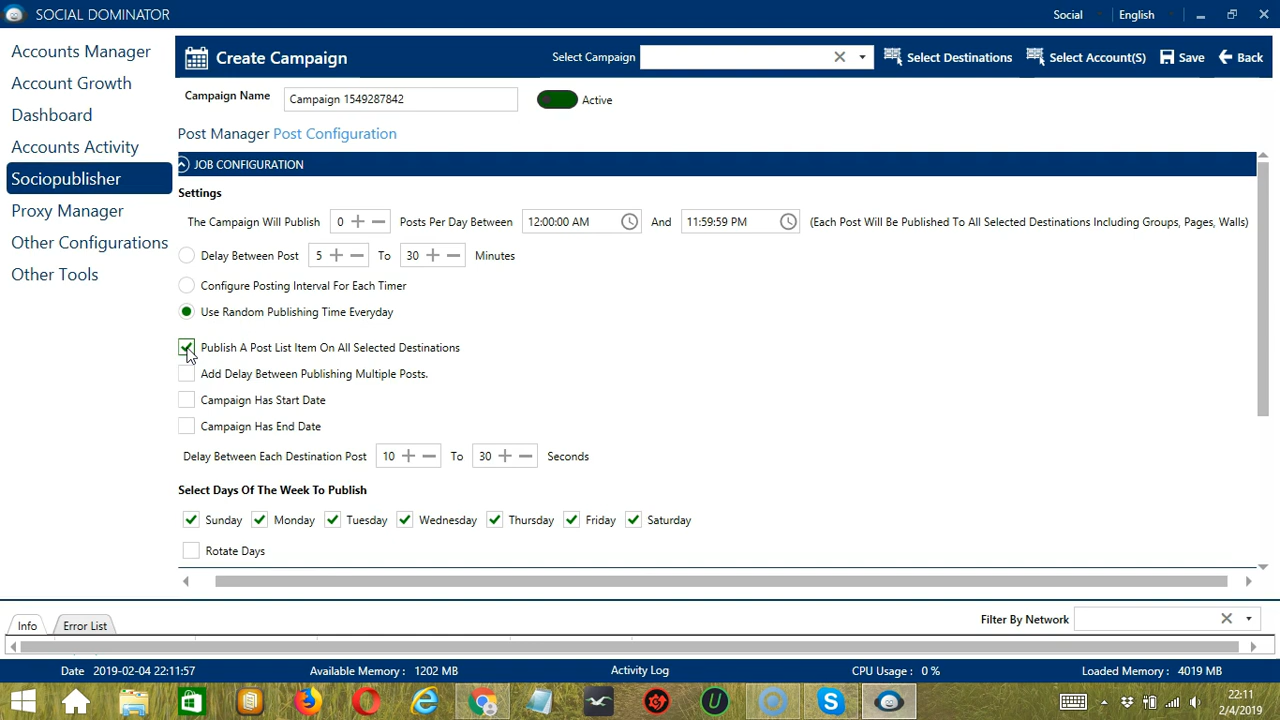 SOCIAL DOMINATOR
Social
English
Accounts Manager
Account Growth
Dashboard
Accounts Activity
Sociopublisher
Proxy Manager
Other Configurations
Other Tools
Create Campaign
Select Campaign
Select Destinations
Select Account(S)
Save
Back
Campaign Name
Campaign 1549287842
Active
Post Manager Post Configuration
JOB CONFIGURATION
Settings
The Campaign Will Publish 0 Posts Per Day Between 12:00:00 AM And 11:59:59 PM (Each Post Will Be Published To All Selected Destinations Including Groups, Pages, Walls)
Delay Between Post 5 To 30 Minutes
Configure Posting Interval For Each Timer
Use Random Publishing Time Everyday
Publish A Post List Item On All Selected Destinations
Add Delay Between Publishing Multiple Posts.
Campaign Has Start Date
Campaign Has End Date
Delay Between Each Destination Post 10 To 30 Seconds
Select Days Of The Week To Publish
Sunday Monday Tuesday Wednesday Thursday Friday Saturday
Rotate Days
Info Error List
Filter By Network
Date 2019-02-04 22:11:57 Available Memory : 1202 MB Activity Log CPU Usage : 0 % Loaded Memory : 4019 MB
22:11
2/4/2019